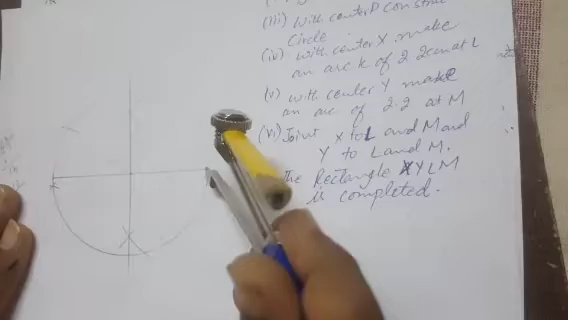 (iii) With center D construct
Circle
(iv) with center X make
an arc k of 2.2cm at L
(v) with center Y make
an arc of 2.2 at M
(vi) Joint X to L and M and
Y to L and M.
The Rectangle XYLM
is completed.